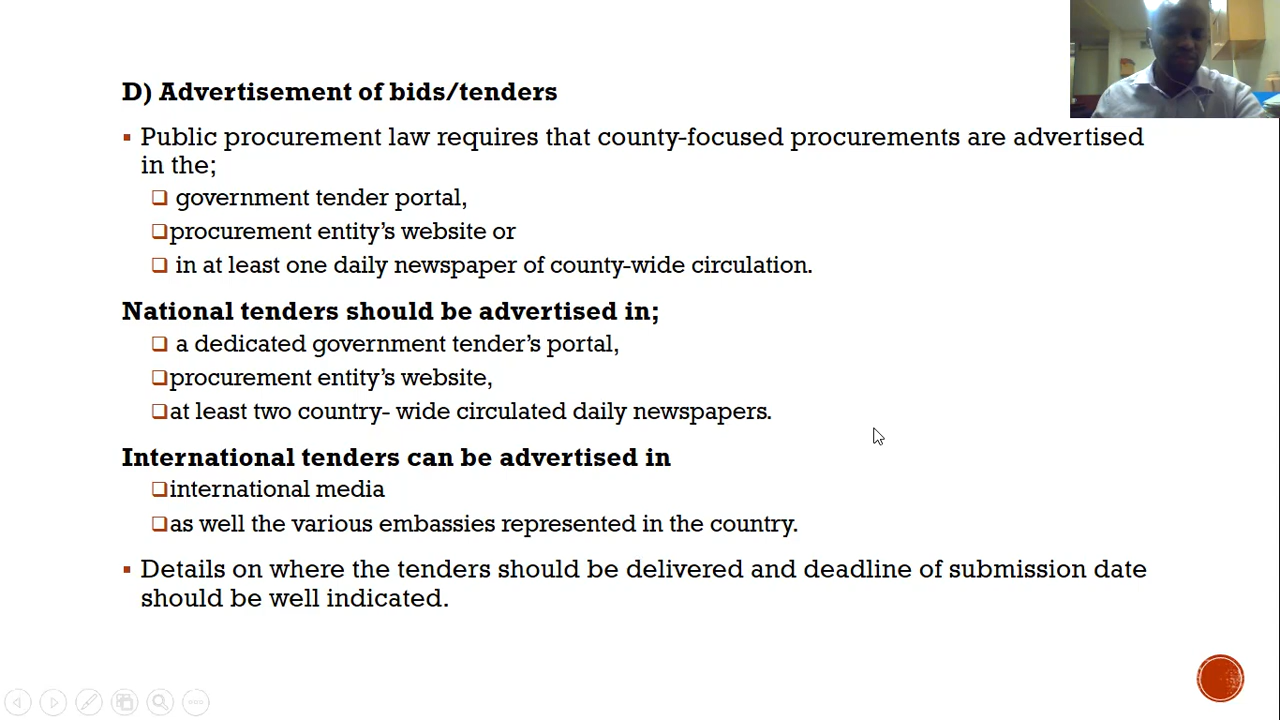 D) Advertisement of bids/tenders
Public procurement law requires that county-focused procurements are advertised
in the;
government tender portal,
procurement entity's website or
in at least one daily newspaper of county-wide circulation.
National tenders should be advertised in;
a dedicated government tender's portal,
procurement entity's website,
at least two country- wide circulated daily newspapers.
International tenders can be advertised in
international media
as well the various embassies represented in the country.
Details on where the tenders should be delivered and deadline of submission date
should be well indicated.